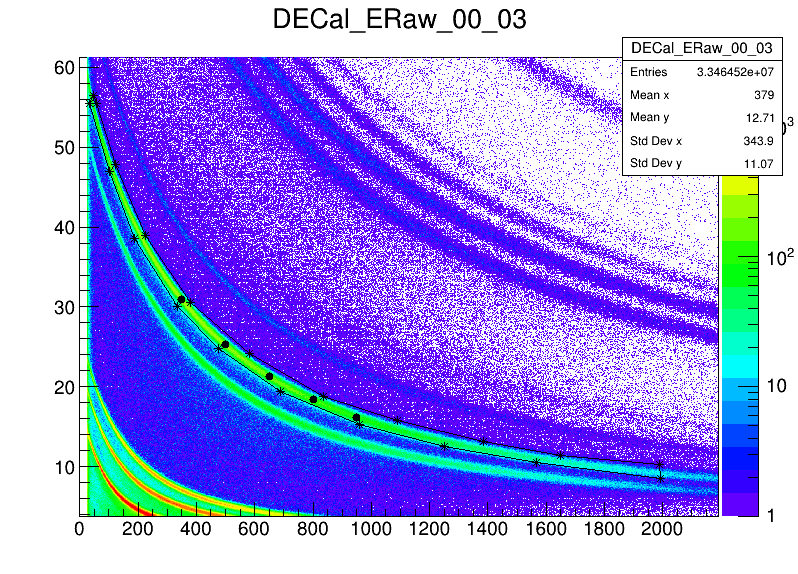 DECal_ERaw_00_03
DECal_ERaw_00_03
Entries 3.346452e+07
Mean x 379
Mean y 12.71
Std Dev x 343.9
Std Dev y 11.07
60
50
40
30
20
10
0 200 400 600 800 1000 1200 1400 1600 1800 2000
10²
10
1